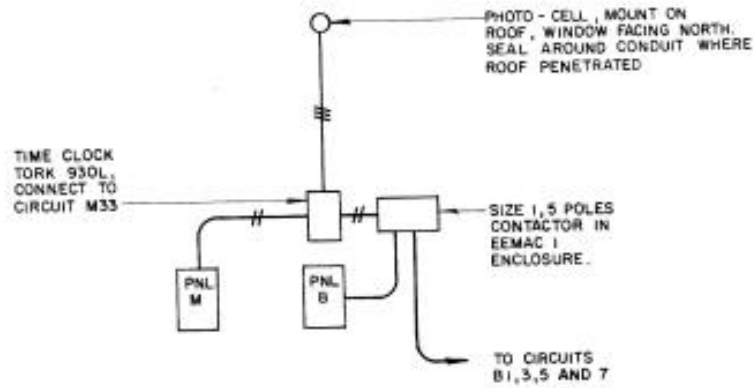 PHOTO - CELL, MOUNT ON
ROOF, WINDOW FACING NORTH.
SEAL AROUND CONDUIT WHERE
ROOF PENETRATED
TIME CLOCK
TORK 930L,
CONNECT TO
CIRCUIT M33
SIZE 1, 5 POLES
CONTACTOR IN
EEMAC 1
ENCLOSURE.
PNL
M
PNL
B
TO CIRCUITS
B1, 3, 5 AND 7